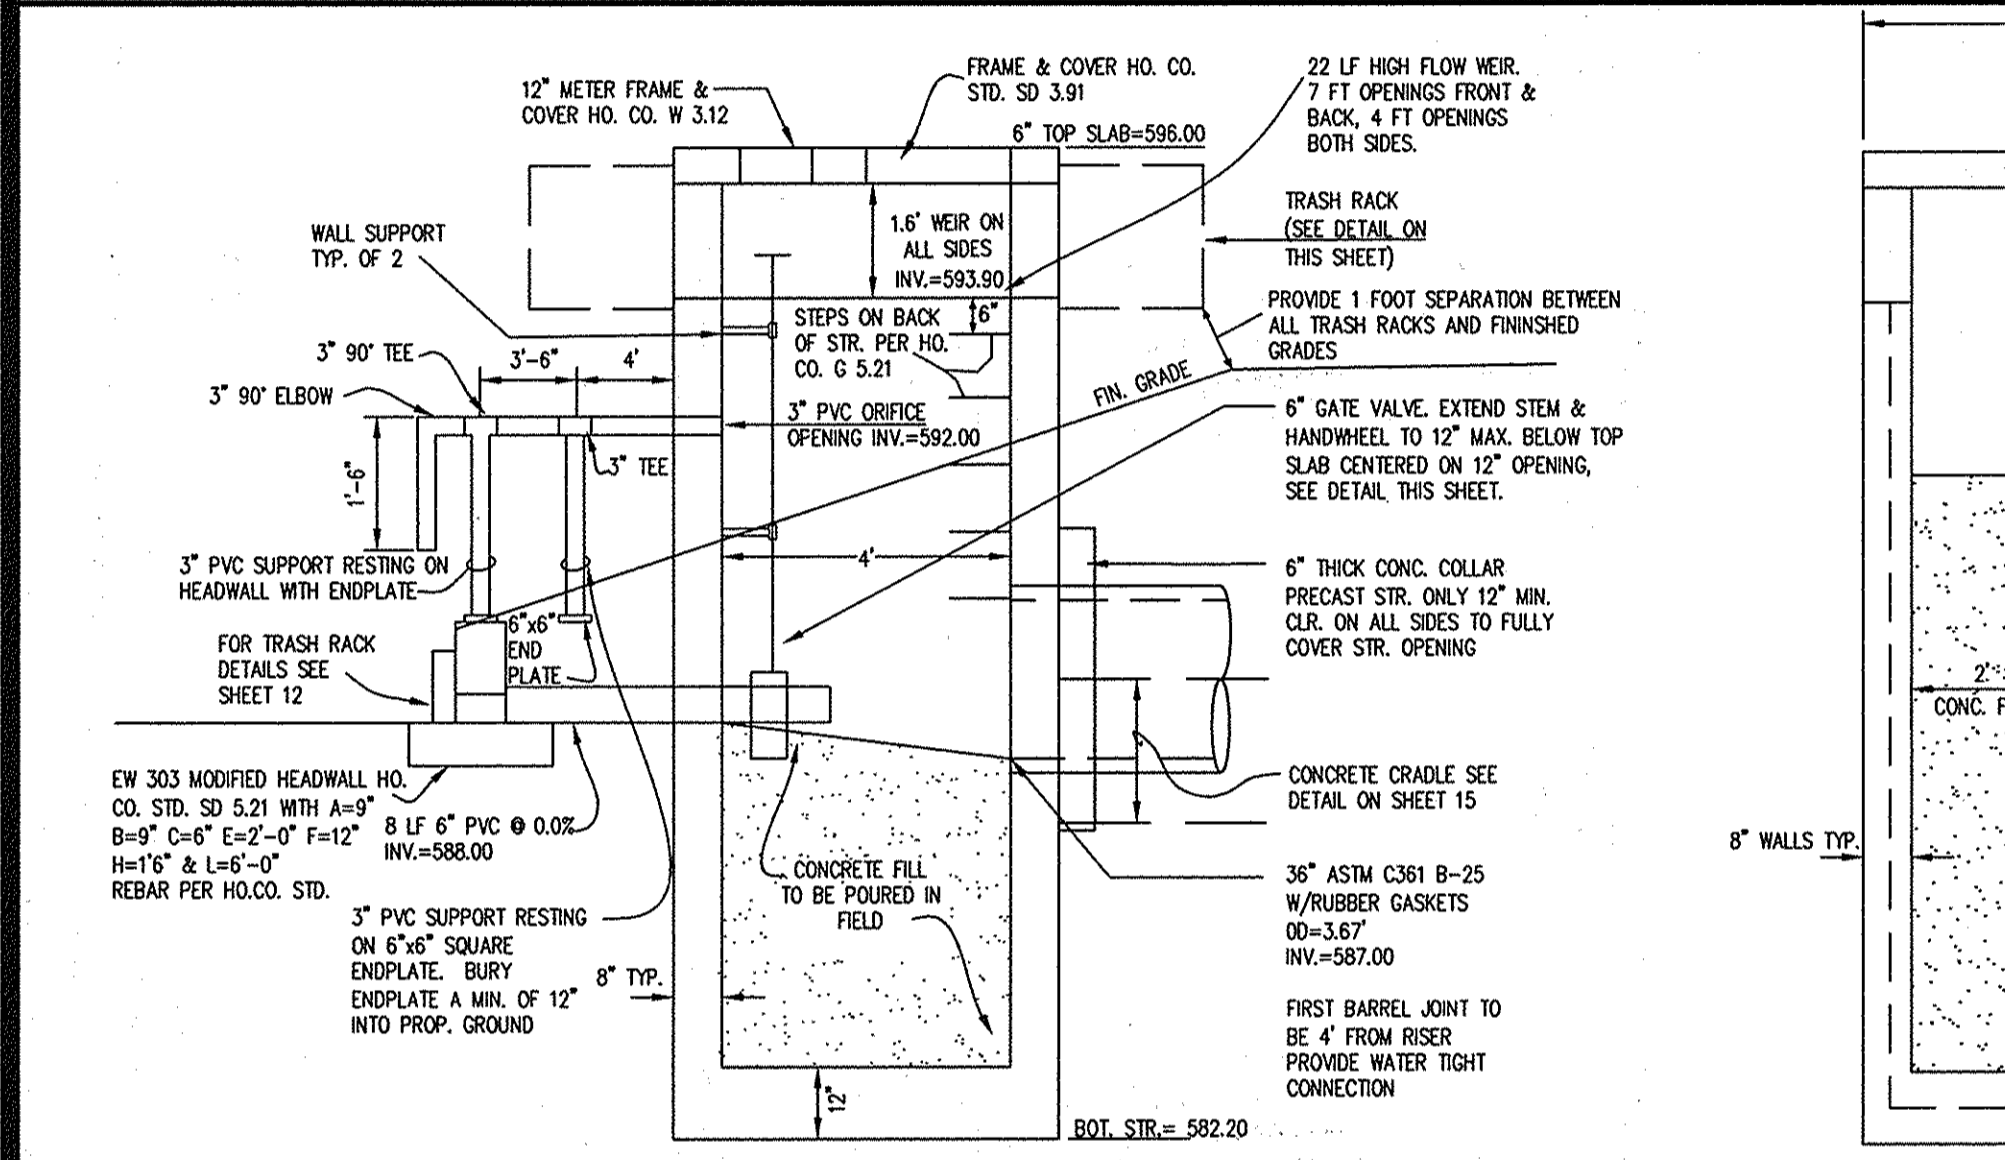 12" METER FRAME &
COVER HO. CO. W 3.12
FRAME & COVER HO. CO.
STD. SD 3.91
6" TOP SLAB=596.00
22 LF HIGH FLOW WEIR.
7 FT OPENINGS FRONT &
BACK, 4 FT OPENINGS
BOTH SIDES.
TRASH RACK
(SEE DETAIL ON
THIS SHEET)
WALL SUPPORT
TYP. OF 2
1.6' WEIR ON
ALL SIDES
INV.=593.90
6"
STEPS ON BACK
OF STR. PER HO.
CO. G 5.21
PROVIDE 1 FOOT SEPARATION BETWEEN
ALL TRASH RACKS AND FININSHED
GRADES
FIN. GRADE
3" 90° TEE
3'-6"
4'
3" 90° ELBOW
3" PVC ORIFICE
OPENING INV.=592.00
3" TEE
1'-6"
6" GATE VALVE. EXTEND STEM &
HANDWHEEL TO 12" MAX. BELOW TOP
SLAB CENTERED ON 12" OPENING,
SEE DETAIL THIS SHEET.
3" PVC SUPPORT RESTING ON
HEADWALL WITH ENDPLATE
4'
6" THICK CONC. COLLAR
PRECAST STR. ONLY 12" MIN.
CLR. ON ALL SIDES TO FULLY
COVER STR. OPENING
FOR TRASH RACK
DETAILS SEE
SHEET 12
6"x6"
END
PLATE
EW 303 MODIFIED HEADWALL HO.
CO. STD. SD 5.21 WITH A=9"
B=9" C=6" E=2'-0" F=12"
H=1'6" & L=6'-0"
REBAR PER HO.CO. STD.
8 LF 6" PVC @ 0.0%
INV.=588.00
CONCRETE CRADLE SEE
DETAIL ON SHEET 15
CONCRETE FILL
TO BE POURED IN
FIELD
36" ASTM C361 B-25
W/RUBBER GASKETS
OD=3.67'
INV.=587.00
3" PVC SUPPORT RESTING
ON 6"x6" SQUARE
ENDPLATE. BURY
ENDPLATE A MIN. OF 12"
INTO PROP. GROUND
8" TYP.
FIRST BARREL JOINT TO
BE 4' FROM RISER
PROVIDE WATER TIGHT
CONNECTION
12"
BOT. STR.= 582.20
8" WALLS TYP.
CONC.